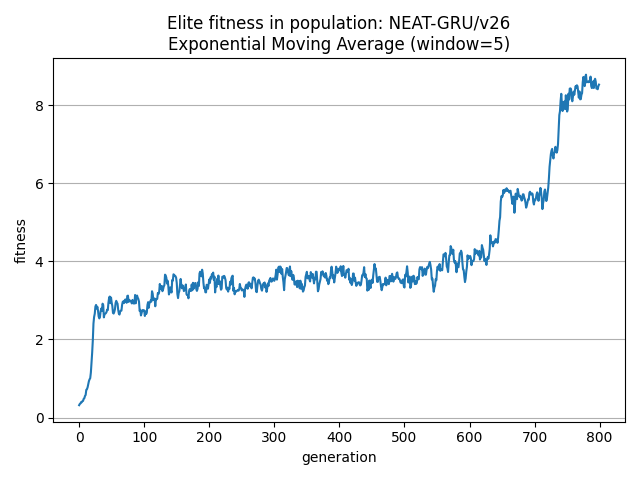 Elite fitness in population: NEAT-GRU/v26
Exponential Moving Average (window=5)
fitness
8
6
4
2
0
0 100 200 300 400 500 600 700 800
generation